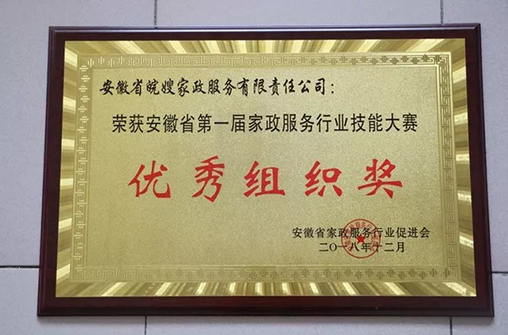 安徽省皖嫂家政服务有限责任公司：
荣获安徽省第一届家政服务行业技能大赛
优秀组织奖
安徽省家政服务行业促进会
二〇一八年十二月